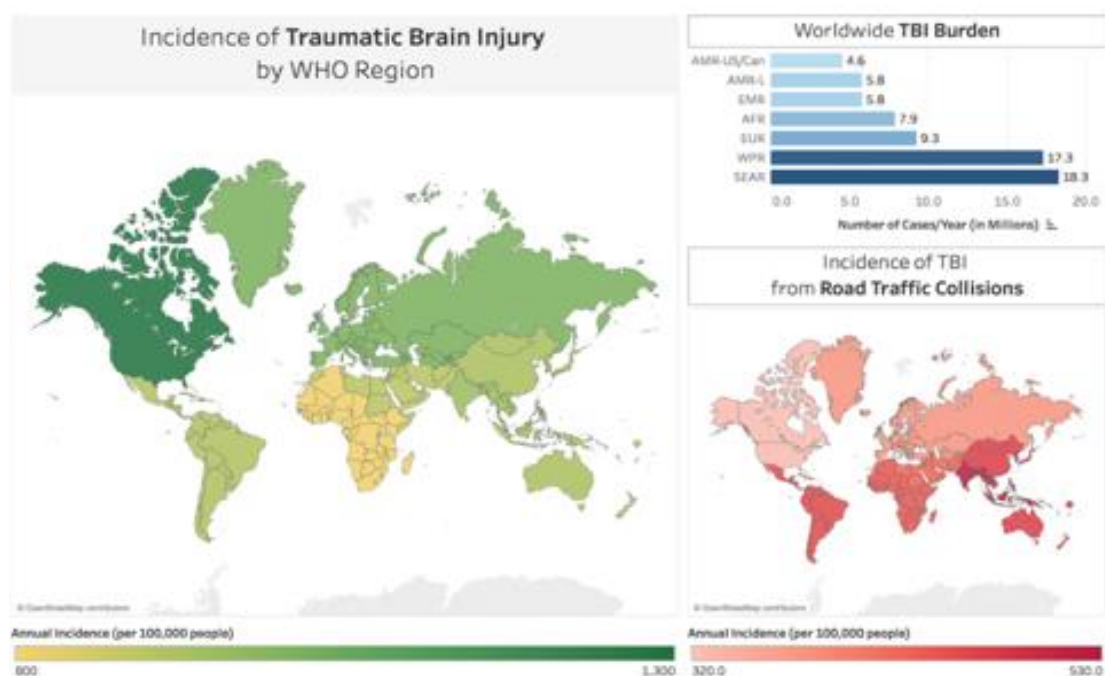 Incidence of Traumatic Brain Injury
by WHO Region
© OpenStreetMap contributors
Annual Incidence (per 100,000 people)
800
1,300
Worldwide TBI Burden
AMR-US/Can
4.6
AMR-L
5.8
EMR
5.8
AFR
7.9
EUR
9.3
WPR
17.3
SEAR
18.3
0.0
5.0
10.0
15.0
20.0
Number of Cases/Year (in Millions)
Incidence of TBI
from Road Traffic Collisions
© OpenStreetMap contributors
Annual Incidence (per 100,000 people)
320.0
530.0